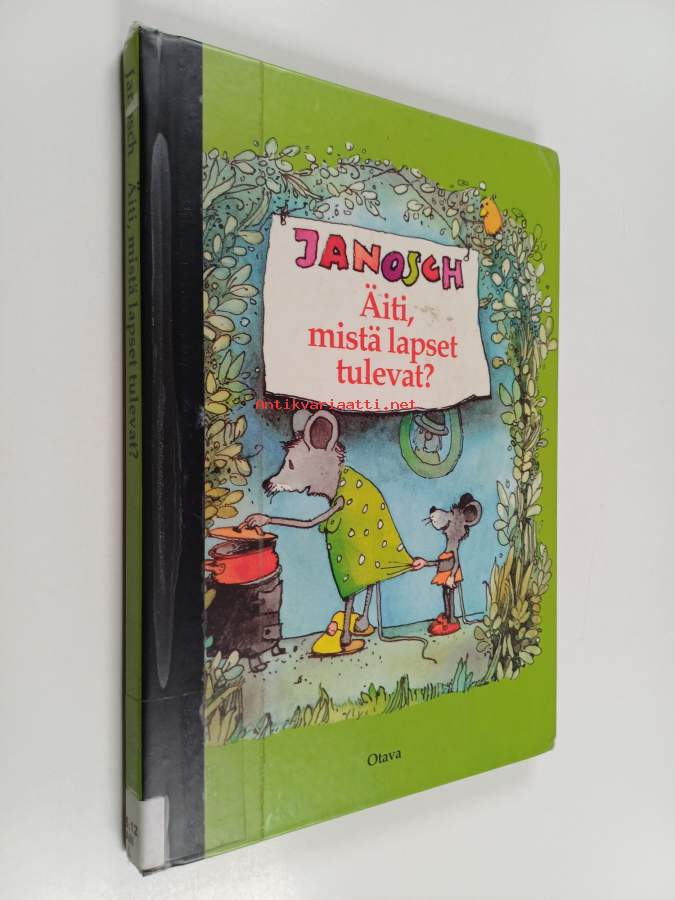 JANOSCH
Äiti,
mistä lapset
tulevat?
antikvariaatti.net
Otava
Janosch Äiti, mistä lapset tulevat?